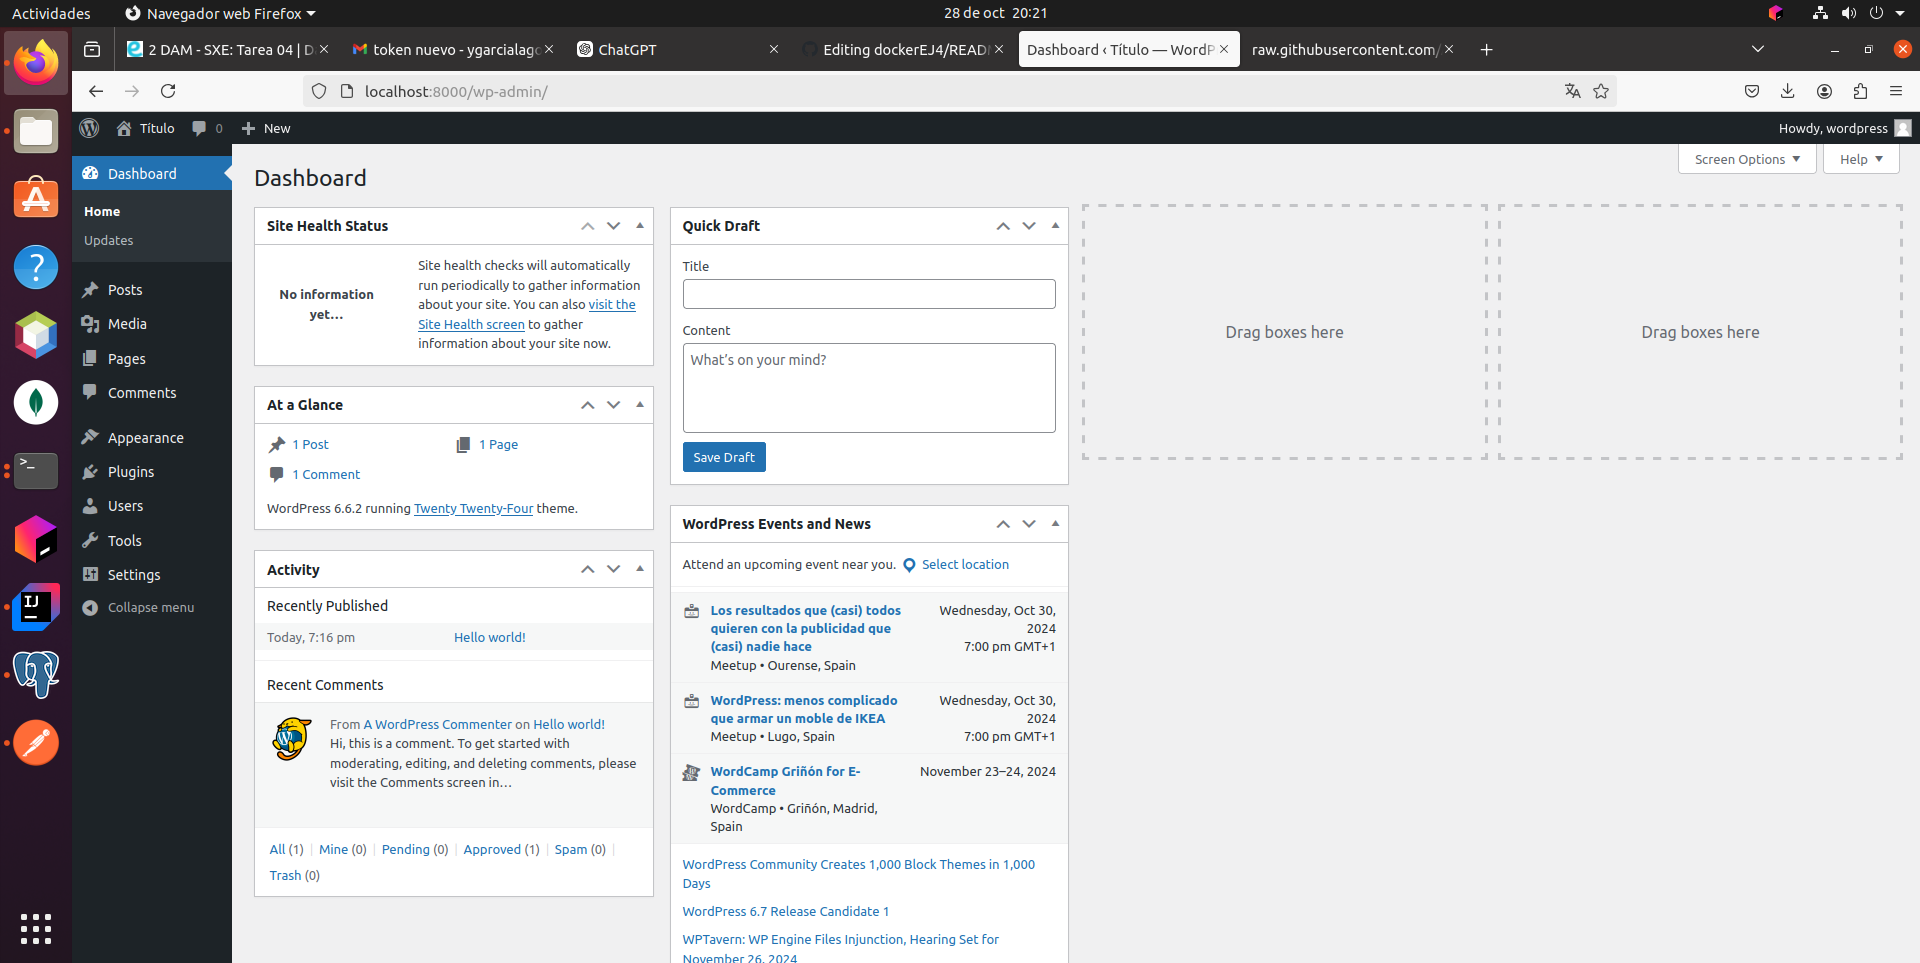 Actividades
Navegador web Firefox
28 de oct 20:21
2 DAM - SXE: Tarea 04 | D
token nuevo - ygarcialago
ChatGPT
Editing dockerEJ4/READM
Dashboard ‹ Título — WordP
raw.githubusercontent.com/
localhost:8000/wp-admin/
Título
0
New
Howdy, wordpress
Screen Options
Help
Dashboard
Home
Updates
Posts
Media
Pages
Comments
Appearance
Plugins
Users
Tools
Settings
Collapse menu
Dashboard
Site Health Status
No information
yet…
Site health checks will automatically
run periodically to gather information
about your site. You can also visit the
Site Health screen to gather
information about your site now.
At a Glance
1 Post
1 Page
1 Comment
WordPress 6.6.2 running Twenty Twenty-Four theme.
Activity
Recently Published
Today, 7:16 pm
Hello world!
Recent Comments
From A WordPress Commenter on Hello world!
Hi, this is a comment. To get started with
moderating, editing, and deleting comments, please
visit the Comments screen in…
All (1) | Mine (0) | Pending (0) | Approved (1) | Spam (0) |
Trash (0)
Quick Draft
Title
Content
What’s on your mind?
Save Draft
WordPress Events and News
Attend an upcoming event near you.
Select location
Los resultados que (casi) todos
quieren con la publicidad que
(casi) nadie hace
Meetup • Ourense, Spain
Wednesday, Oct 30,
2024
7:00 pm GMT+1
WordPress: menos complicado
que armar un moble de IKEA
Meetup • Lugo, Spain
Wednesday, Oct 30,
2024
7:00 pm GMT+1
WordCamp Griñón for E-
Commerce
WordCamp • Griñón, Madrid,
Spain
November 23–24, 2024
WordPress Community Creates 1,000 Block Themes in 1,000
Days
WordPress 6.7 Release Candidate 1
WPTavern: WP Engine Files Injunction, Hearing Set for
November 26, 2024
Drag boxes here
Drag boxes here